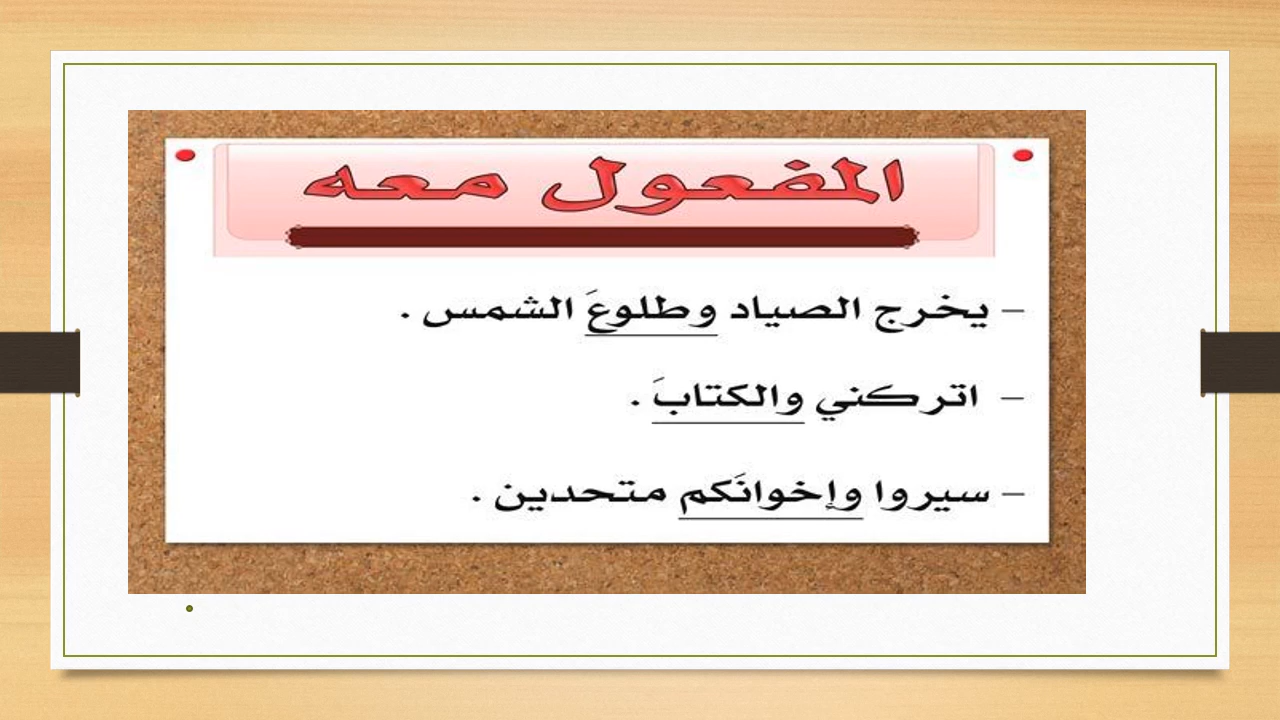 المفعول معه
– يخرج الصياد وطلوعَ الشمس .
– اتركني والكتابَ .
– سيروا وإخوانَكم متحدين .